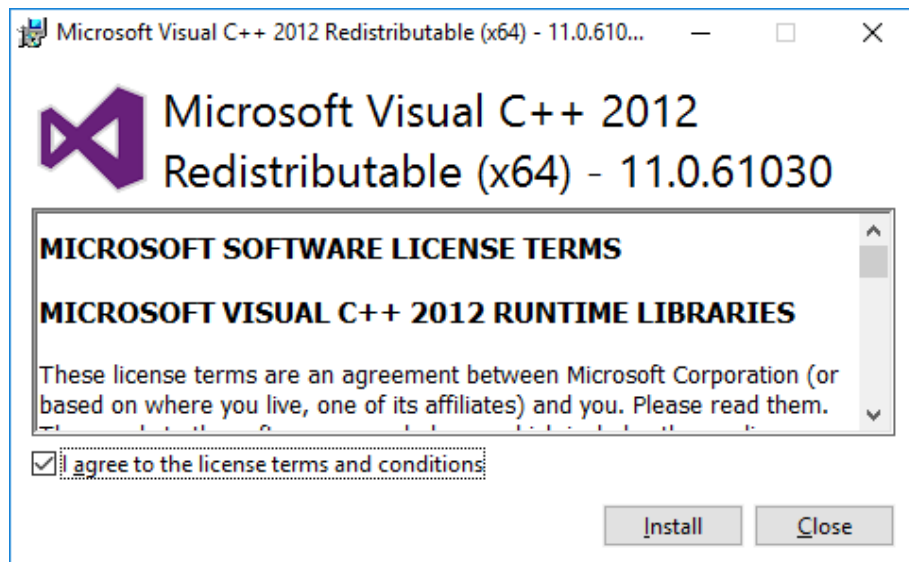 Microsoft Visual C++ 2012 Redistributable (x64) - 11.0.610...
Microsoft Visual C++ 2012
Redistributable (x64) - 11.0.61030
MICROSOFT SOFTWARE LICENSE TERMS
MICROSOFT VISUAL C++ 2012 RUNTIME LIBRARIES
These license terms are an agreement between Microsoft Corporation (or
based on where you live, one of its affiliates) and you. Please read them.
I agree to the license terms and conditions
Install
Close